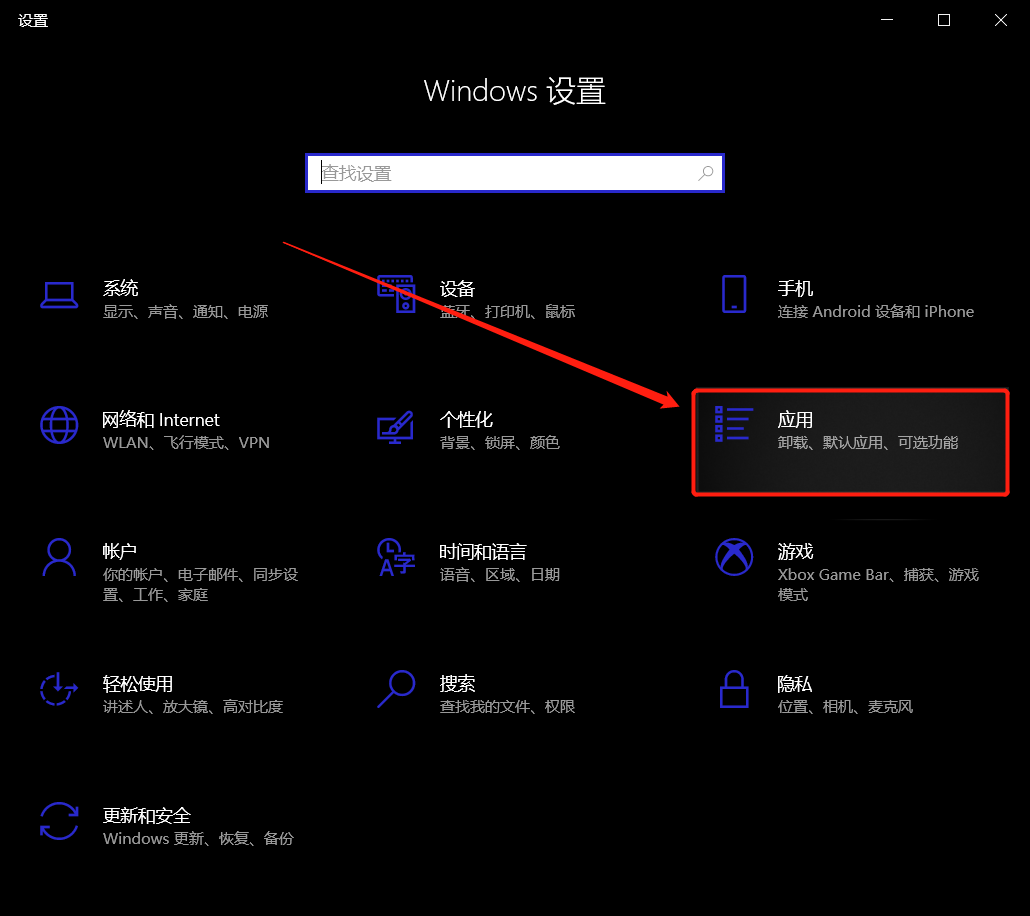 设置
Windows 设置
查找设置
系统
显示、声音、通知、电源
设备
蓝牙、打印机、鼠标
手机
连接 Android 设备和 iPhone
网络和 Internet
WLAN、飞行模式、VPN
个性化
背景、锁屏、颜色
应用
卸载、默认应用、可选功能
帐户
你的帐户、电子邮件、同步设
置、工作、家庭
时间和语言
语音、区域、日期
游戏
Xbox Game Bar、捕获、游戏
模式
轻松使用
讲述人、放大镜、高对比度
搜索
查找我的文件、权限
隐私
位置、相机、麦克风
更新和安全
Windows 更新、恢复、备份